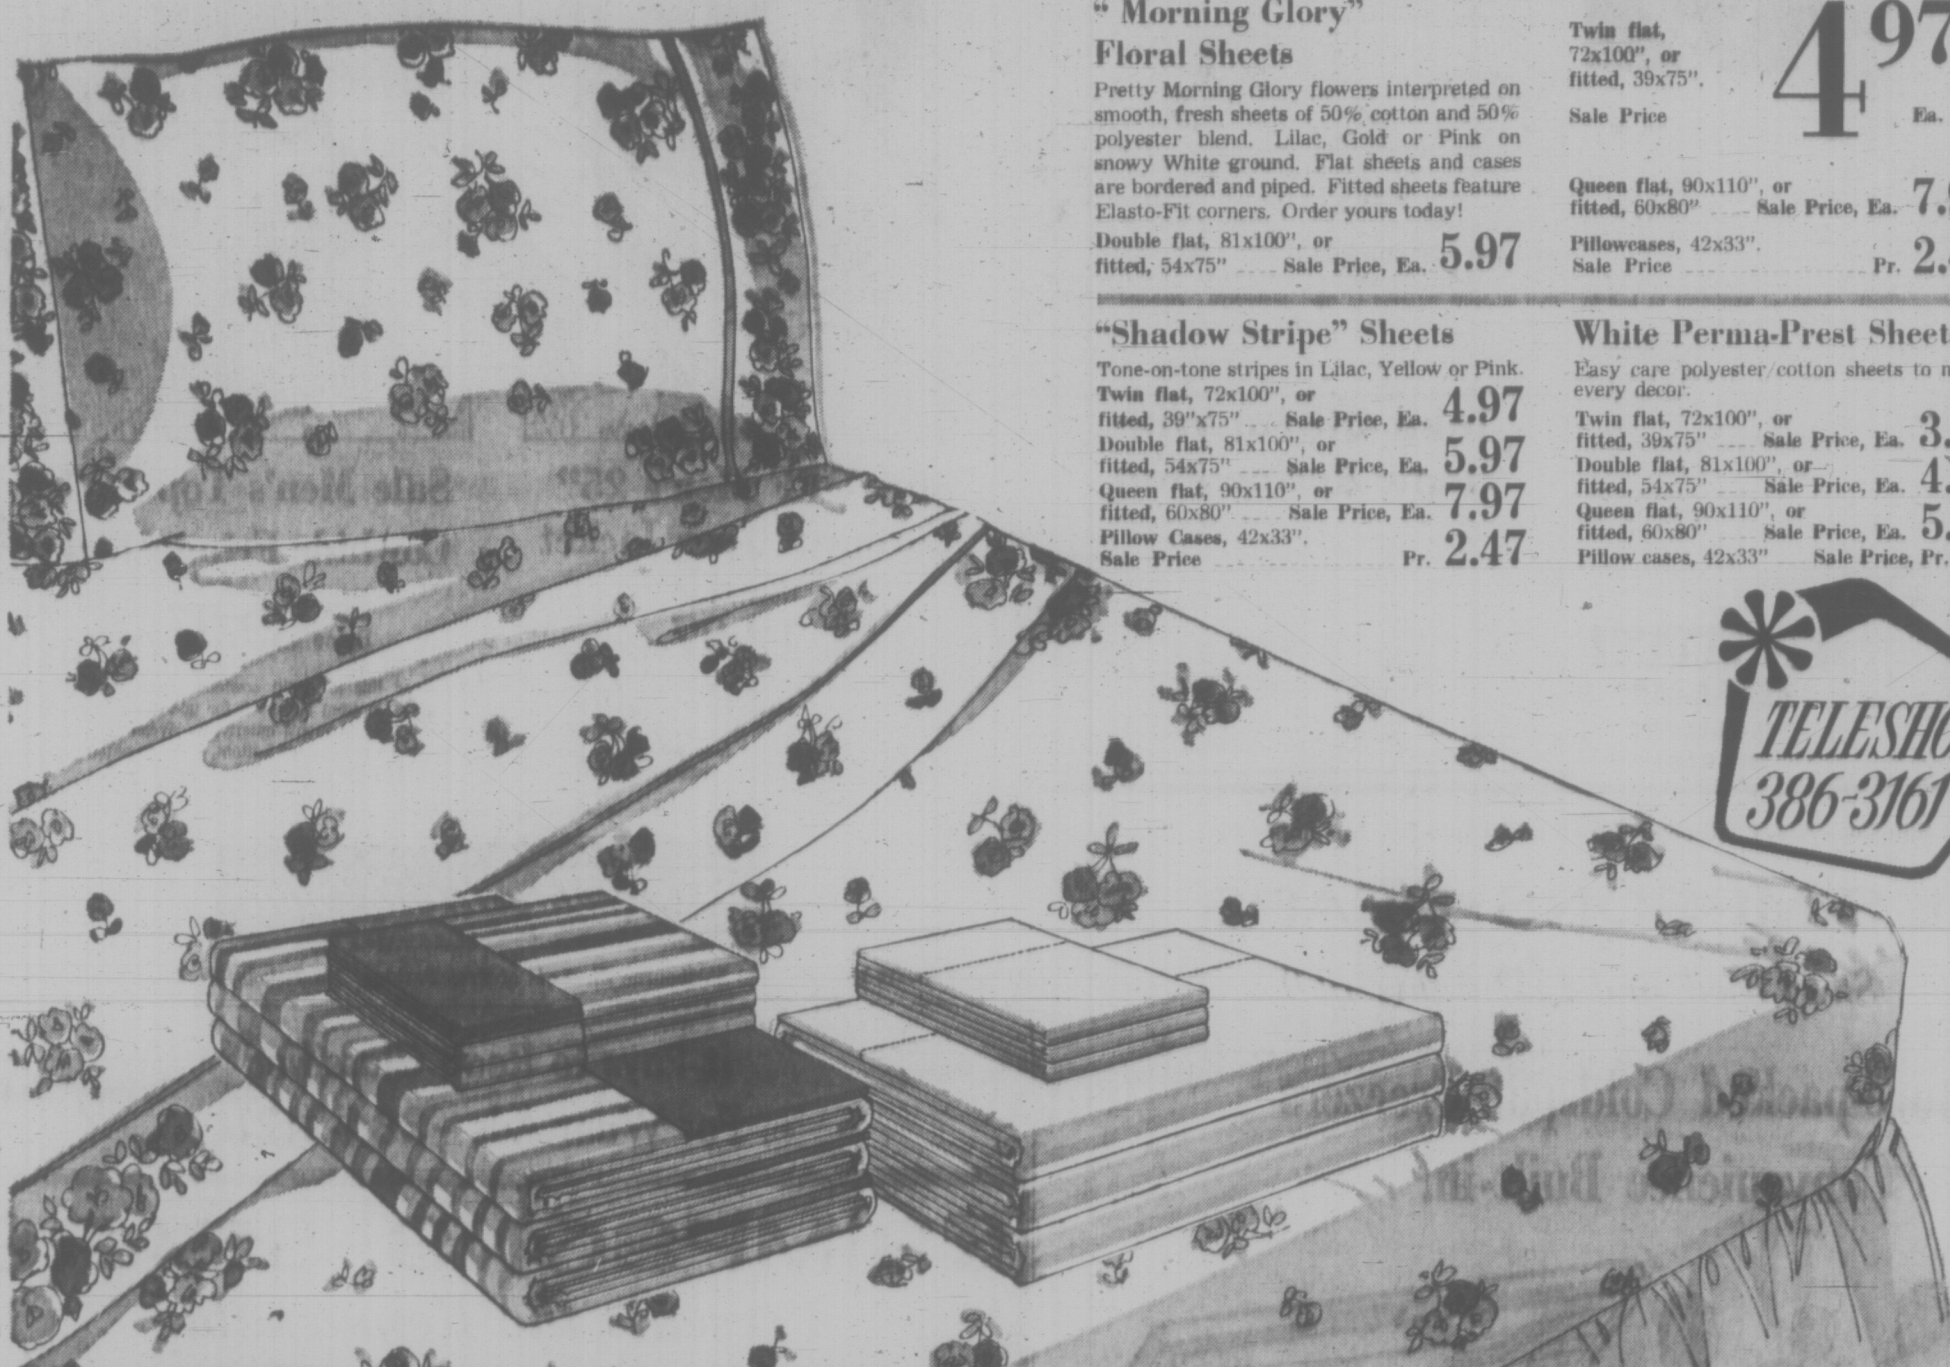 “ Morning Glory”
Floral Sheets
Pretty Morning Glory flowers interpreted on
smooth, fresh sheets of 50% cotton and 50%
polyester blend. Lilac, Gold or Pink on
snowy White ground. Flat sheets and cases
are bordered and piped. Fitted sheets feature
Elasto-Fit corners. Order yours today!
Double flat, 81x100”, or
fitted, 54x75” Sale Price, Ea. 5.97
Twin flat,
72x100”, or
fitted, 39x75”.
Sale Price 4 97 Ea.
Queen flat, 90x110”, or
fitted, 60x80” Sale Price, Ea. 7.
Pillowcases, 42x33”.
Sale Price Pr. 2.
“Shadow Stripe” Sheets
Tone-on-tone stripes in Lilac, Yellow or Pink.
Twin flat, 72x100”, or
fitted, 39”x75” Sale Price, Ea. 4.97
Double flat, 81x100”, or
fitted, 54x75” Sale Price, Ea. 5.97
Queen flat, 90x110”, or
fitted, 60x80” Sale Price, Ea. 7.97
Pillow Cases, 42x33”.
Sale Price Pr. 2.47
White Perma-Prest Sheet
Easy care polyester/cotton sheets to
every decor.
Twin flat, 72x100”, or
fitted, 39x75” Sale Price, Ea. 3.
Double flat, 81x100”, or
fitted, 54x75” Sale Price, Ea. 4.
Queen flat, 90x110”, or
fitted, 60x80” Sale Price, Ea. 5.
Pillow cases, 42x33” Sale Price, Pr.
TELESHO
386-3161